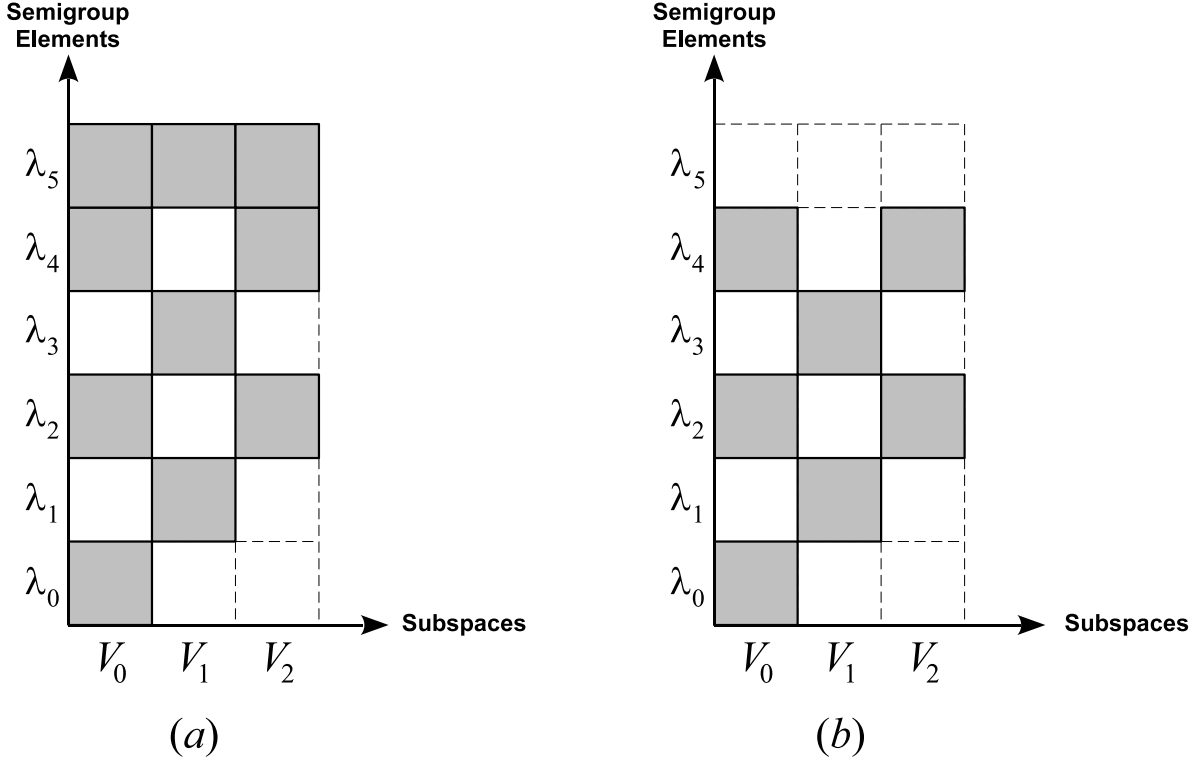 Semigroup
Elements
λ5
λ4
λ3
λ2
λ1
λ0
V0 V1 V2
Subspaces
(a)
Semigroup
Elements
λ5
λ4
λ3
λ2
λ1
λ0
V0 V1 V2
Subspaces
(b)